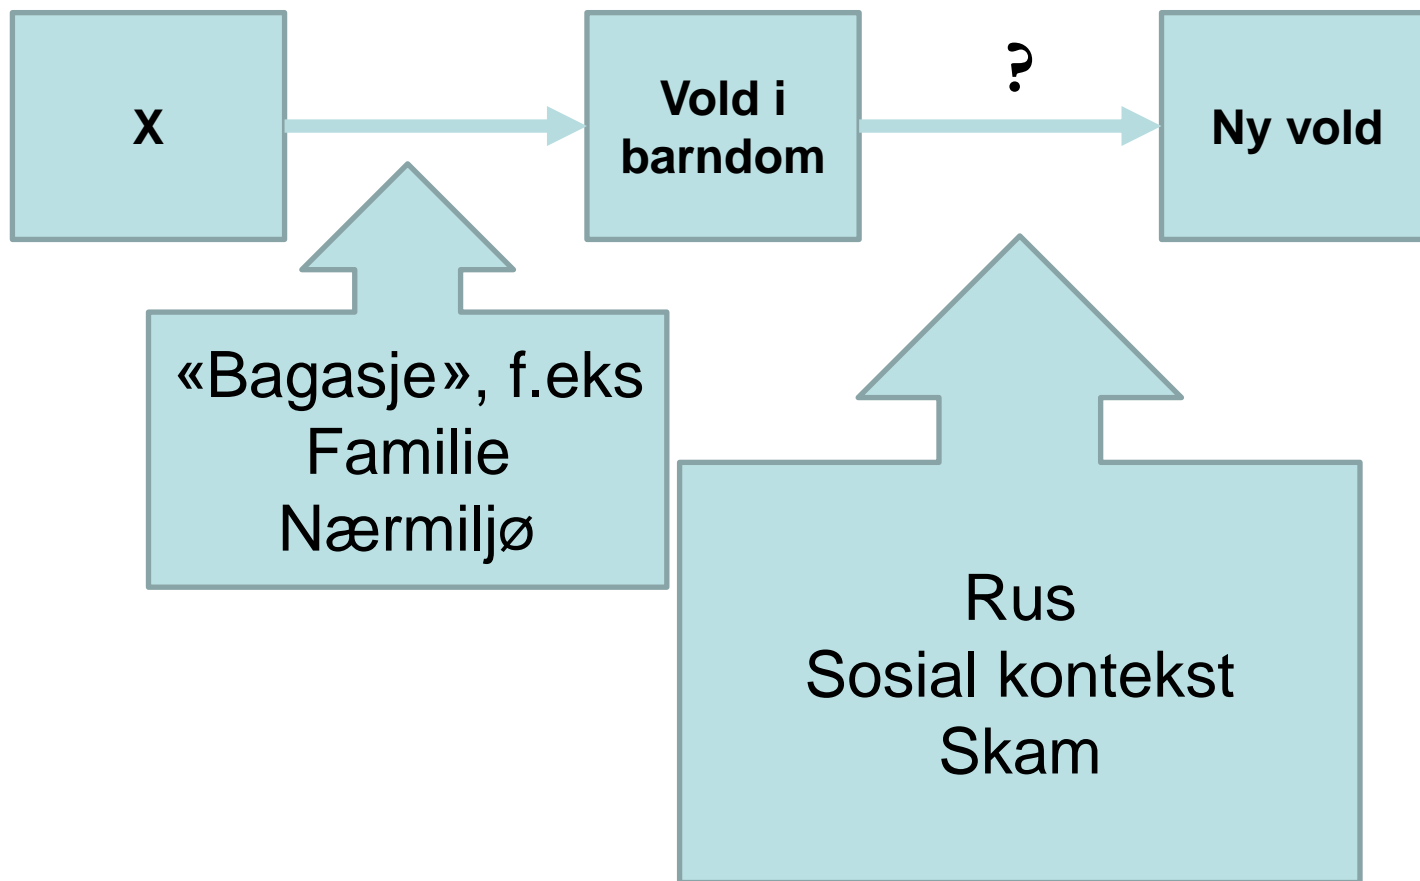 X
Vold i
barndom
?
Ny vold
«Bagasje», f.eks
Familie
Nærmiljø
Rus
Sosial kontekst
Skam